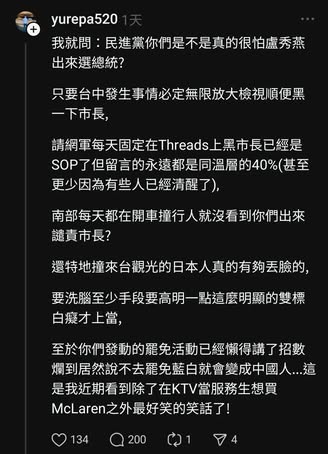 yurepa520 1天
我就問：民進黨你們是不是真的很怕盧秀燕
出來選總統?
只要台中發生事情必定無限放大檢視順便黑
一下市長,
請網軍每天固定在Threads上黑市長已經是
SOP了但留言的永遠都是同溫層的40%(甚至
更少因為有些人已經清醒了),
南部每天都在開車撞行人就沒看到你們出來
譴責市長?
還特地撞來台觀光的日本人真的有夠丟臉的,
要洗腦至少手段要高明一點這麼明顯的雙標
白癡才上當,
至於你們發動的罷免活動已經懶得講了招數
爛到居然說不去罷免藍白就會變成中國人...這
是我近期看到除了在KTV當服務生想買
McLaren之外最好笑的笑話了!
134 200 1 4